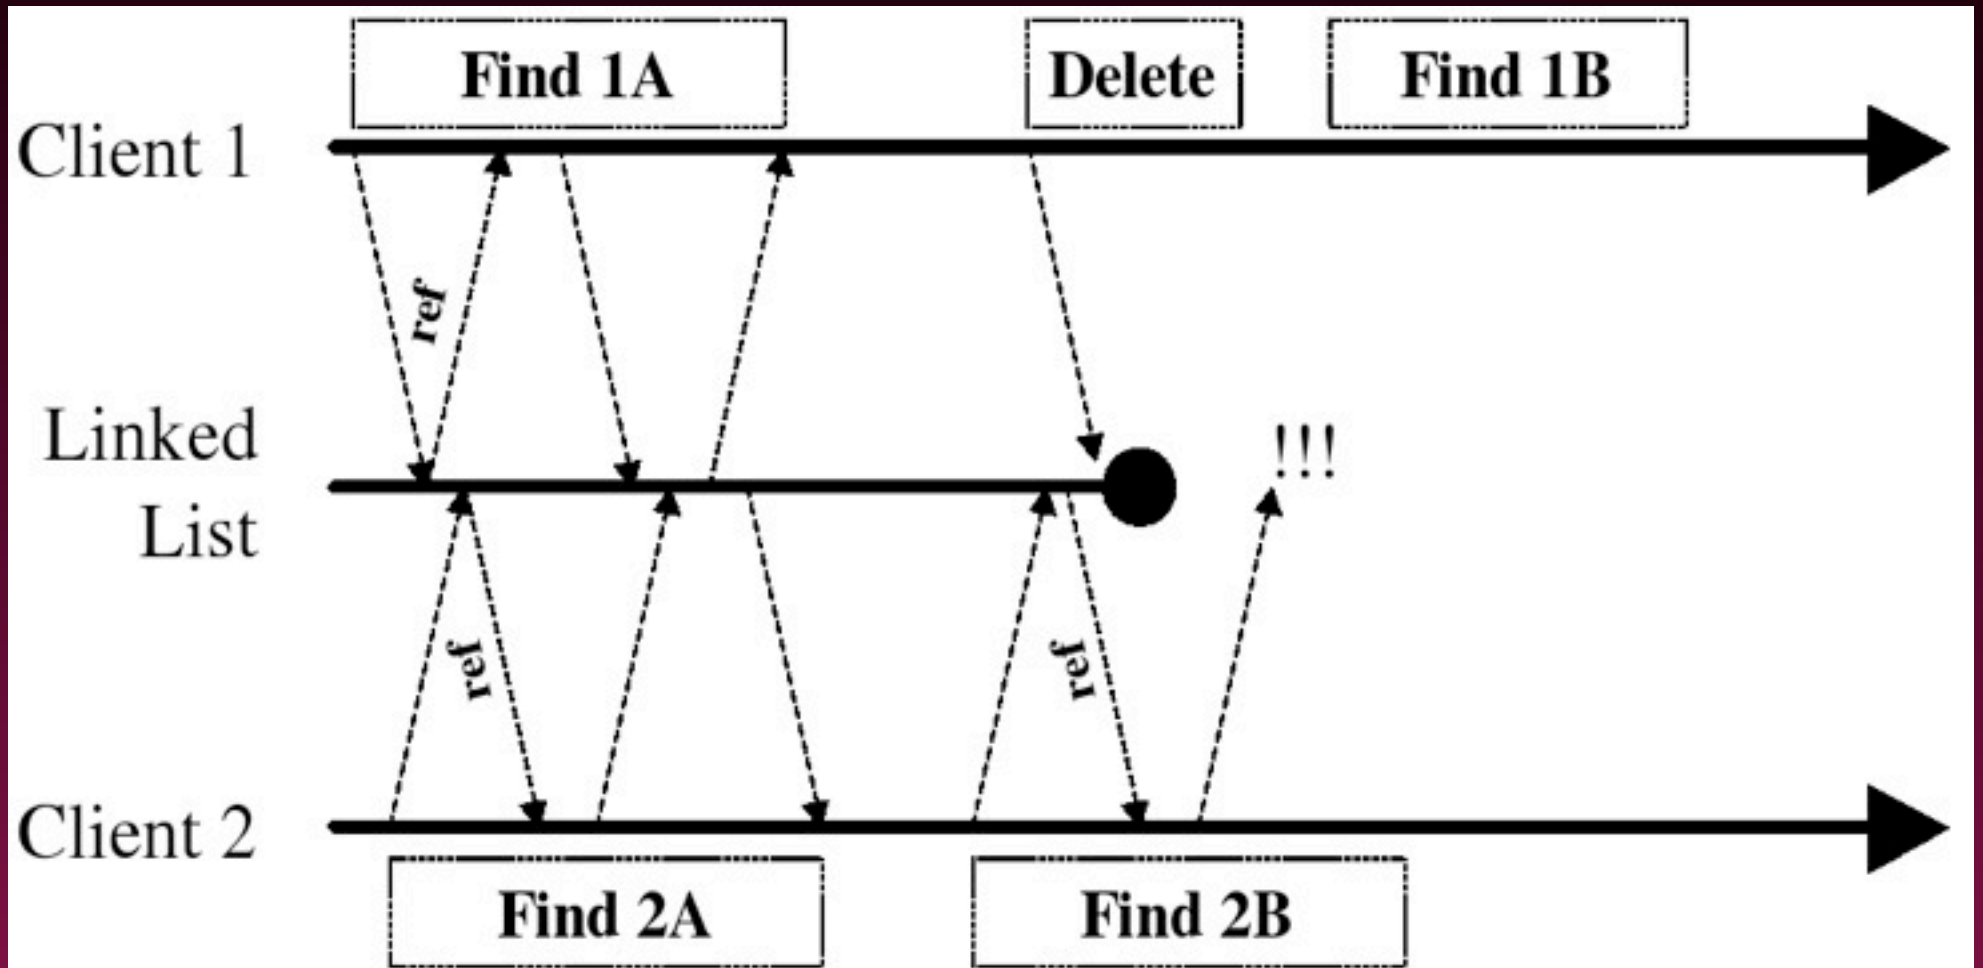 Find 1A
Delete
Find 1B
Client 1
ref
Linked
List
!!!
ref
ref
Client 2
Find 2A
Find 2B